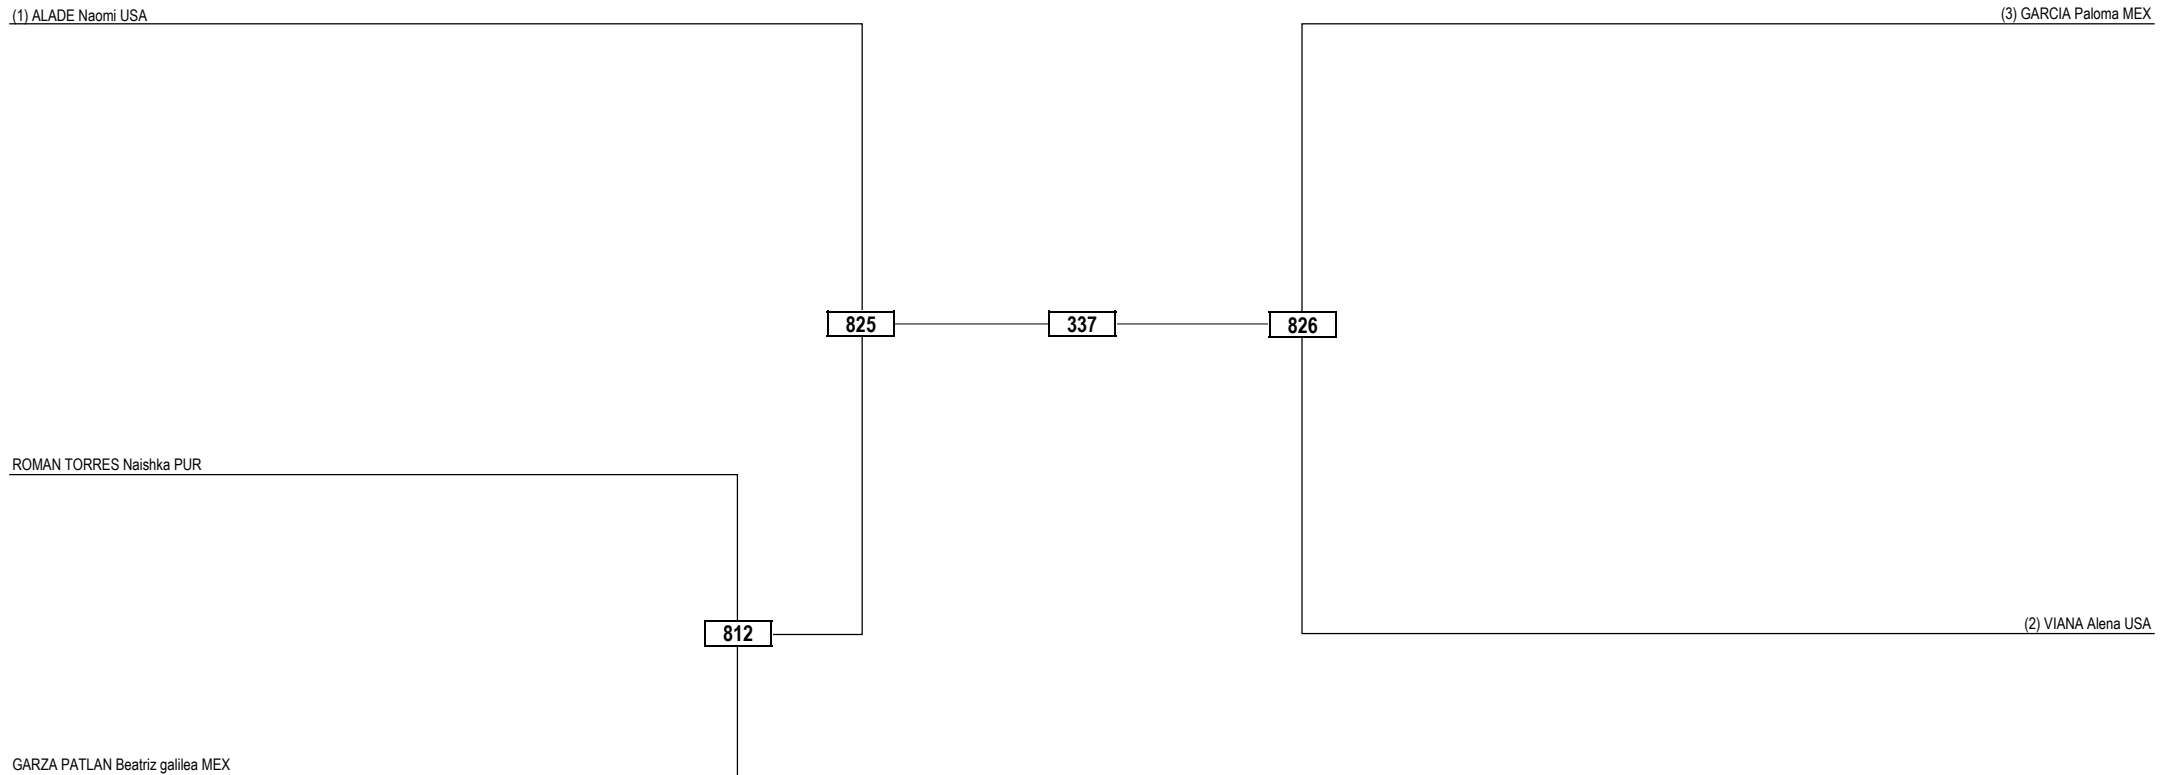 (1) ALADE Naomi USA
(3) GARCIA Paloma MEX
825
337
826
ROMAN TORRES Naishka PUR
812
(2) VIANA Alena USA
GARZA PATLAN Beatriz galilea MEX